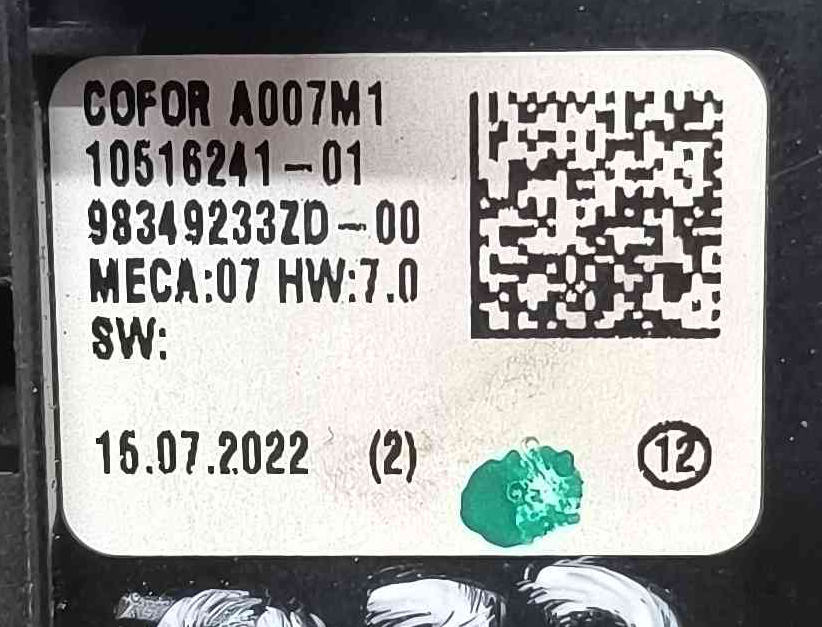 COFOR A007M1
10516241-01
98349233ZD-00
MECA:07 HW:7.0
SW:
15.07.2022 (2) 12